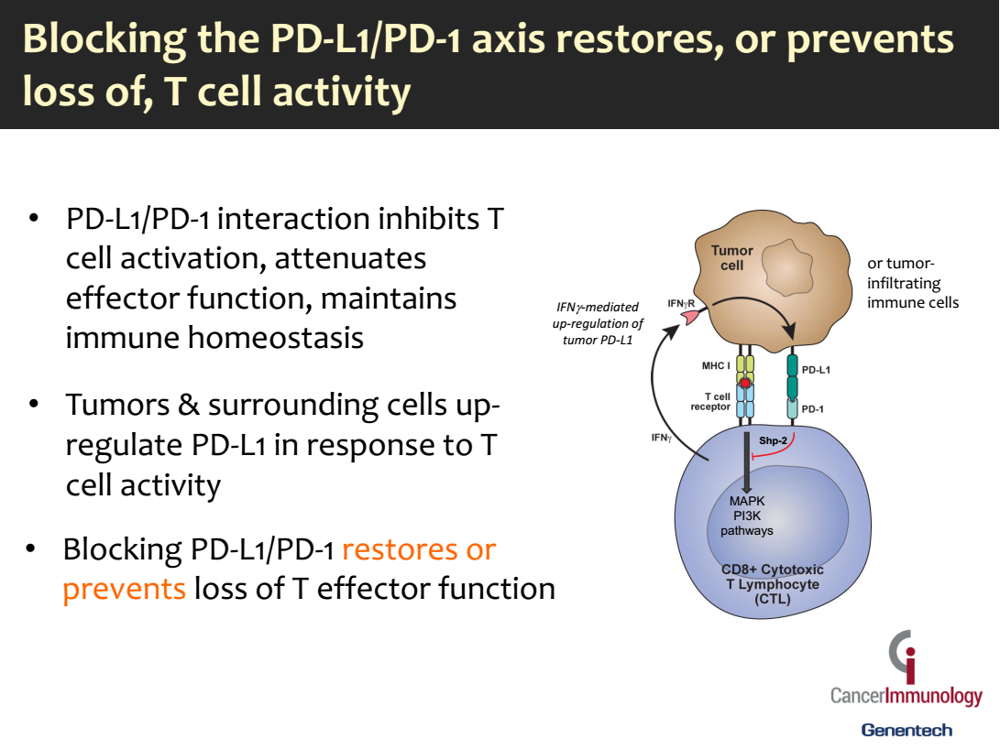 Blocking the PD-L1/PD-1 axis restores, or prevents
loss of, T cell activity
• PD-L1/PD-1 interaction inhibits T
cell activation, attenuates
effector function, maintains
immune homeostasis
• Tumors & surrounding cells up-
regulate PD-L1 in response to T
cell activity
• Blocking PD-L1/PD-1 restores or
prevents loss of T effector function
Tumor
cell
or tumor-
infiltrating
immune cells
IFNγ-mediated
up-regulation of
tumor PD-L1
IFNγR
MHC I
PD-L1
T cell
receptor
PD-1
IFNγ
Shp-2
MAPK
PI3K
pathways
CD8+ Cytotoxic
T Lymphocyte
(CTL)
CancerImmunology
Genentech